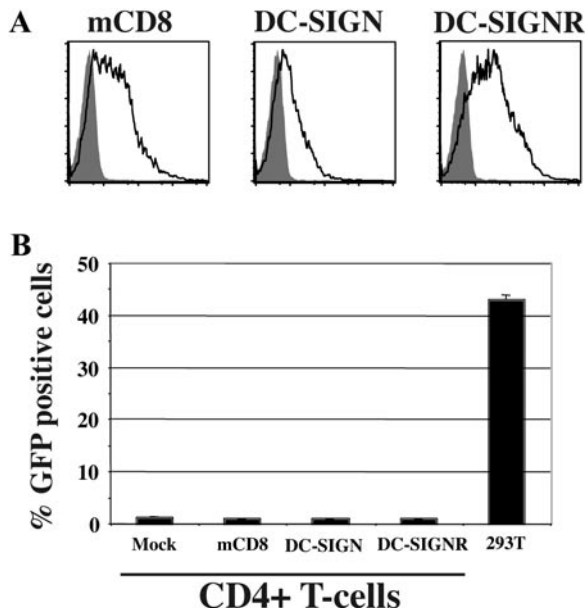 A
mCD8 DC-SIGN DC-SIGNR
B
% GFP positive cells
50
40
30
20
10
0
Mock mCD8 DC-SIGN DC-SIGNR 293T
CD4+ T-cells